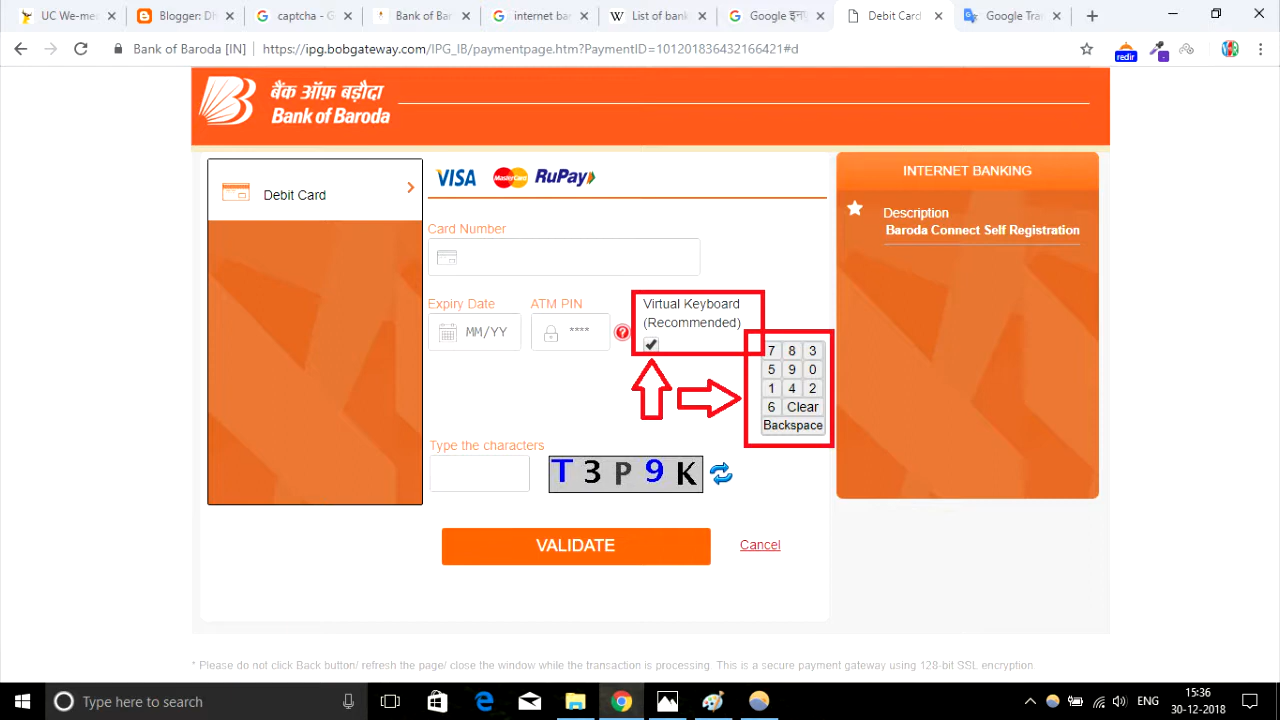 UC We-mem
Blogger: Dh
captcha - G
Bank of Bar
internet bar
List of bank
Google
Debit Card
Google Tra
Bank of Baroda [IN]
https://ipg.bobgateway.com/IPG_IB/paymentpage.htm?PaymentID=101201836432166421#d
redir
बैंक ऑफ़ बड़ौदा
Bank of Baroda
Debit Card
VISA MasterCard RuPay
INTERNET BANKING
Description
Baroda Connect Self Registration
Card Number
Expiry Date
ATM PIN
MM/YY
****
?
Virtual Keyboard
(Recommended)
7 8 3
5 9 0
1 4 2
6 Clear
Backspace
Type the characters
T3P9K
VALIDATE
Cancel
* Please do not click Back button/ refresh the page/ close the window while the transaction is processing. This is a secure payment gateway using 128-bit SSL encryption.
Type here to search
ENG
15:36
30-12-2018